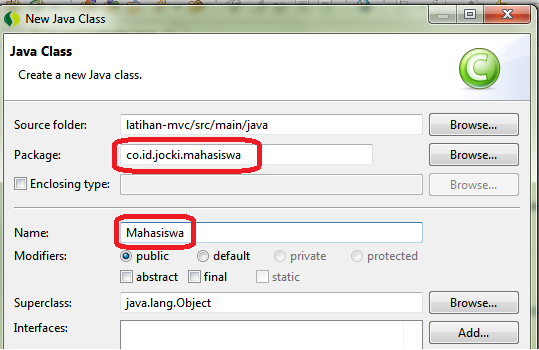 New Java Class
Java Class
Create a new Java class.
Source folder: latihan-mvc/src/main/java Browse...
Package: co.id.jocki.mahasiswa Browse...
Enclosing type: Browse...
Name: Mahasiswa
Modifiers: public default private protected
abstract final static
Superclass: java.lang.Object Browse...
Interfaces: Add...